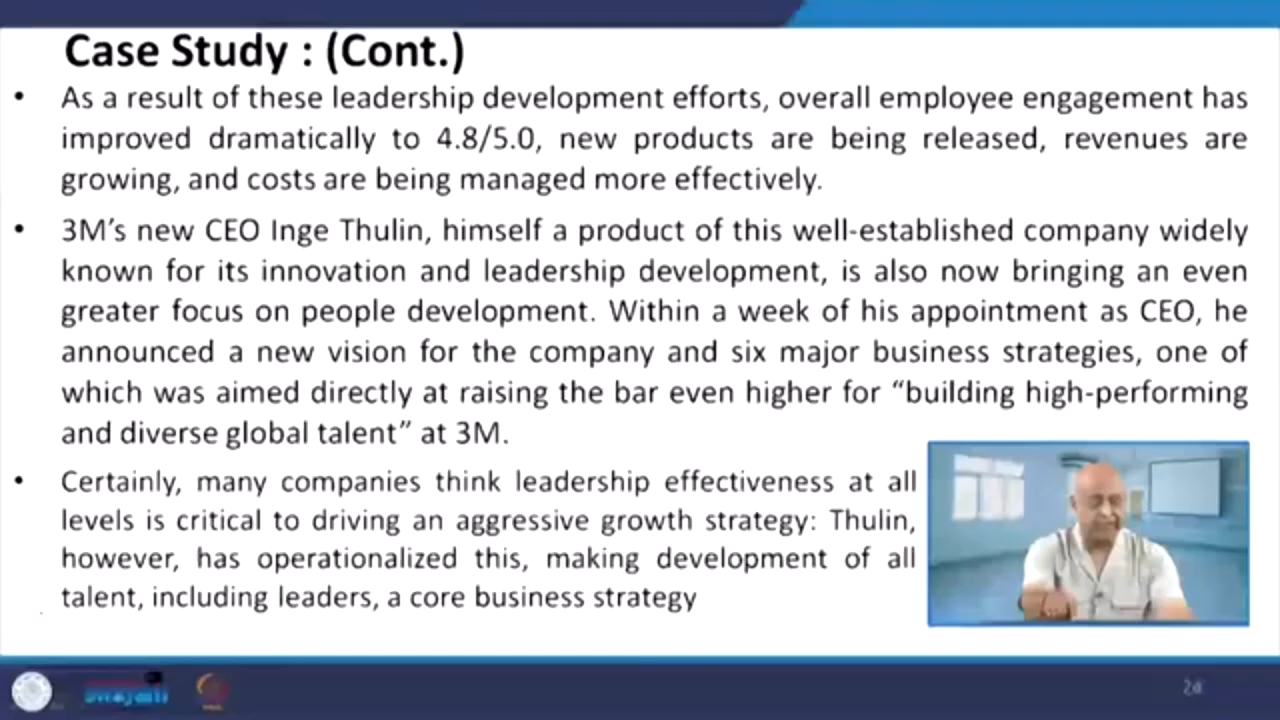 Case Study : (Cont.)
• As a result of these leadership development efforts, overall employee engagement has
improved dramatically to 4.8/5.0, new products are being released, revenues are
growing, and costs are being managed more effectively.
• 3M’s new CEO Inge Thulin, himself a product of this well-established company widely
known for its innovation and leadership development, is also now bringing an even
greater focus on people development. Within a week of his appointment as CEO, he
announced a new vision for the company and six major business strategies, one of
which was aimed directly at raising the bar even higher for “building high-performing
and diverse global talent” at 3M.
• Certainly, many companies think leadership effectiveness at all
levels is critical to driving an aggressive growth strategy: Thulin,
however, has operationalized this, making development of all
talent, including leaders, a core business strategy